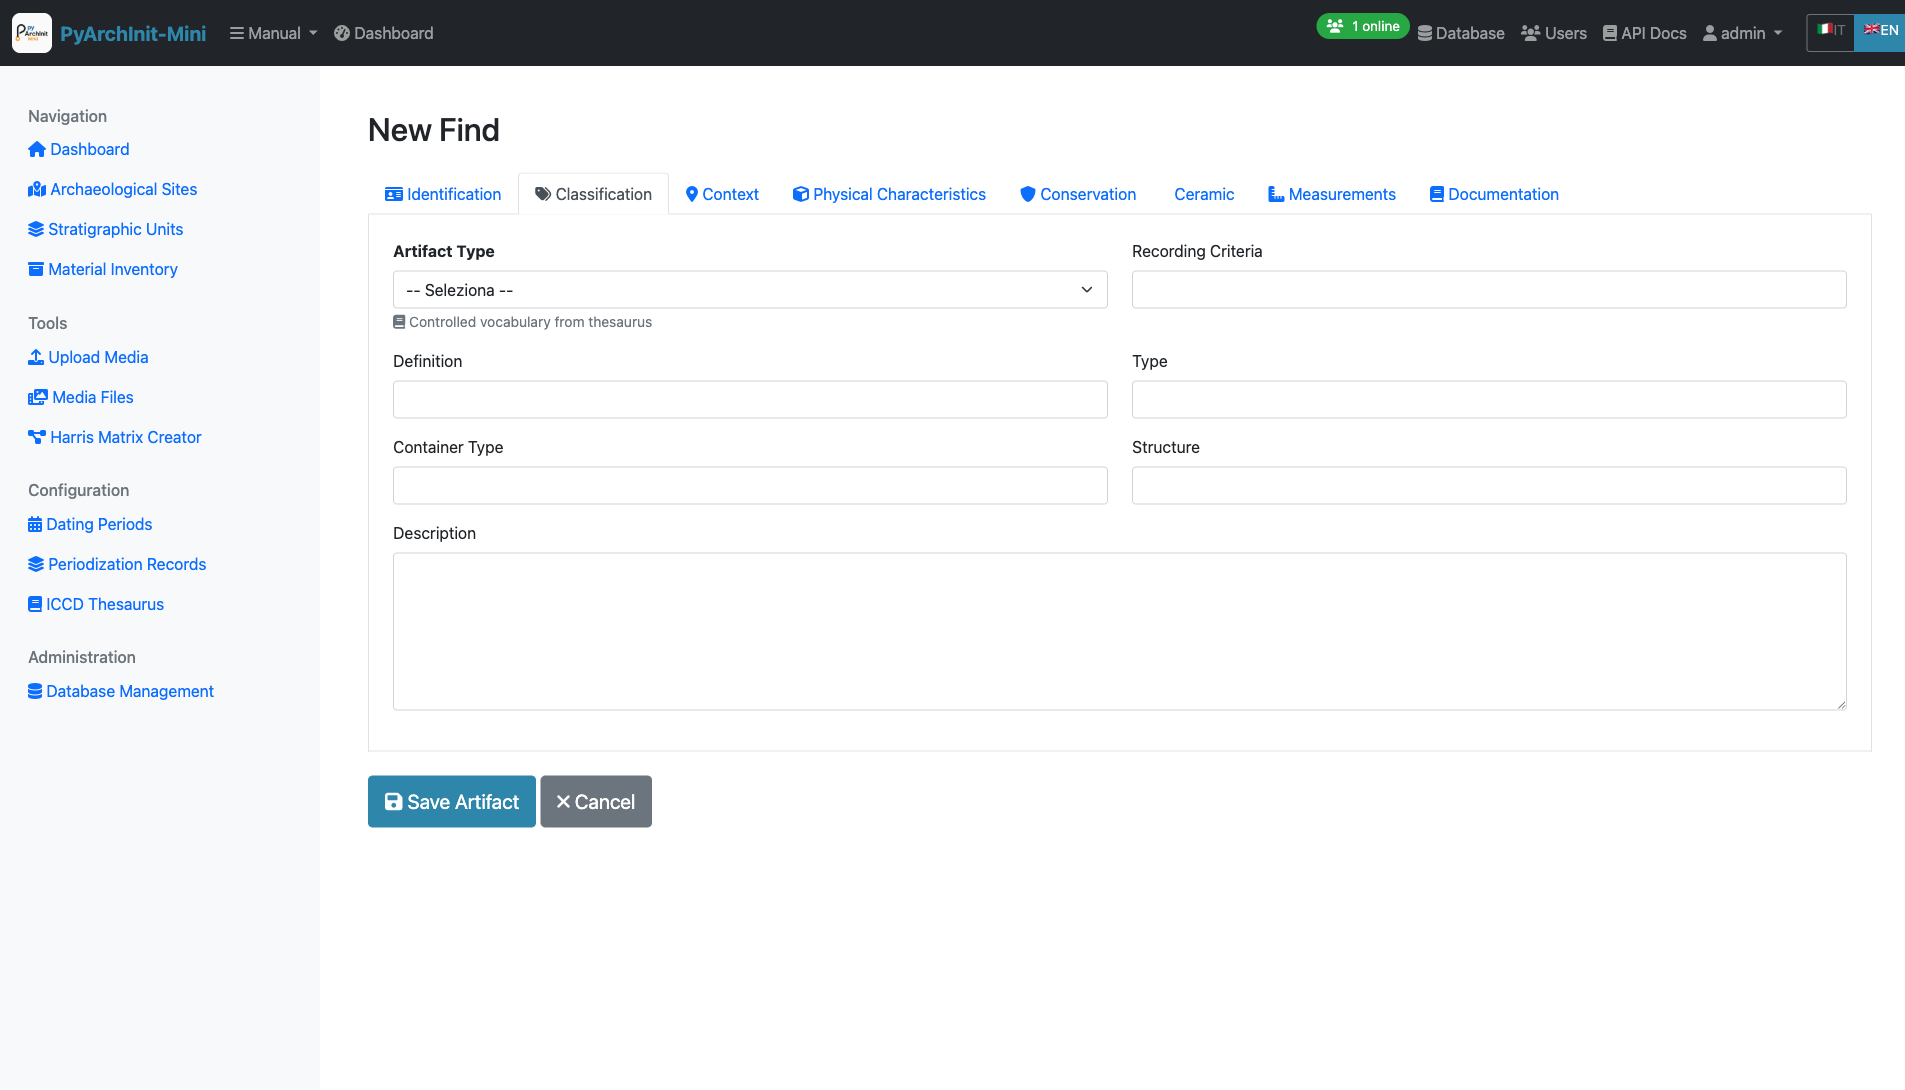 PyArchInit-Mini
Manual
Dashboard
1 online
Database
Users
API Docs
admin
IT
EN
Navigation
Dashboard
Archaeological Sites
Stratigraphic Units
Material Inventory
Tools
Upload Media
Media Files
Harris Matrix Creator
Configuration
Dating Periods
Periodization Records
ICCD Thesaurus
Administration
Database Management
New Find
Identification
Classification
Context
Physical Characteristics
Conservation
Ceramic
Measurements
Documentation
Artifact Type
Recording Criteria
-- Seleziona --
Controlled vocabulary from thesaurus
Definition
Type
Container Type
Structure
Description
Save Artifact
Cancel